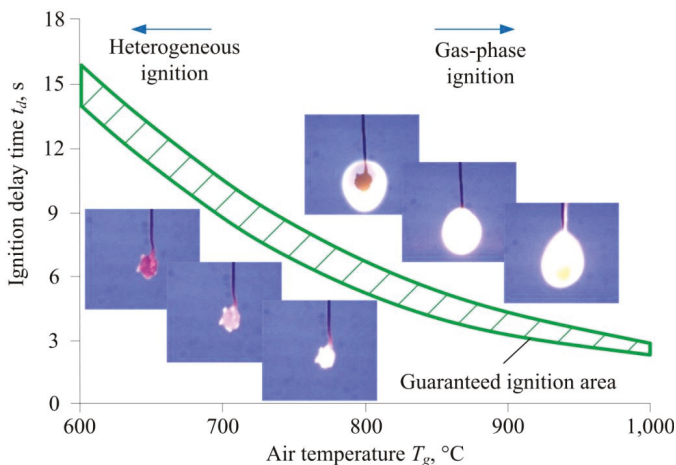 18
15
12
9
6
3
0
Ignition delay time t_d, s
Heterogeneous
ignition
Gas-phase
ignition
Guaranteed ignition area
600
700
800
900
1,000
Air temperature T_g, °C